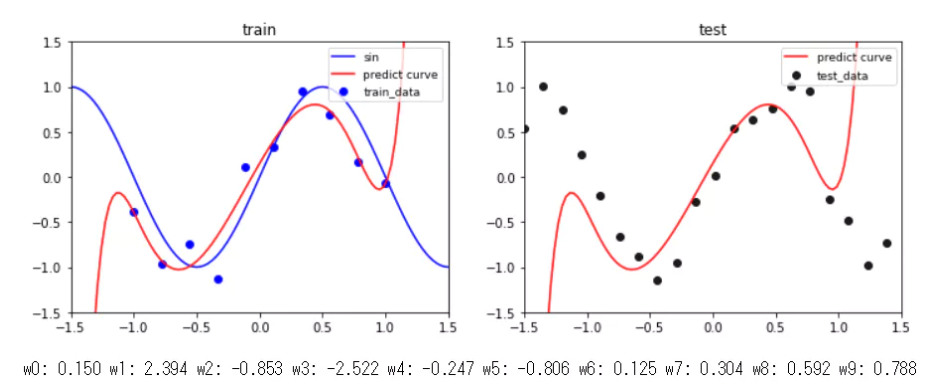 train
sin
predict curve
train_data
1.5
1.0
0.5
0.0
−0.5
−1.0
−1.5
−1.5 −1.0 −0.5 0.0 0.5 1.0 1.5
test
predict curve
test_data
1.5
1.0
0.5
0.0
−0.5
−1.0
−1.5
−1.5 −1.0 −0.5 0.0 0.5 1.0 1.5
w0: 0.150 w1: 2.394 w2: -0.853 w3: -2.522 w4: -0.247 w5: -0.806 w6: 0.125 w7: 0.304 w8: 0.592 w9: 0.788